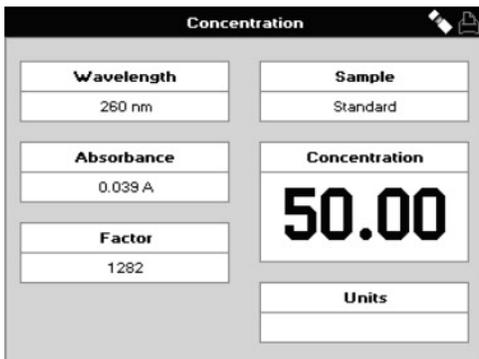 Concentration
Wavelength
260 nm
Sample
Standard
Absorbance
0.039 A
Concentration
50.00
Factor
1282
Units